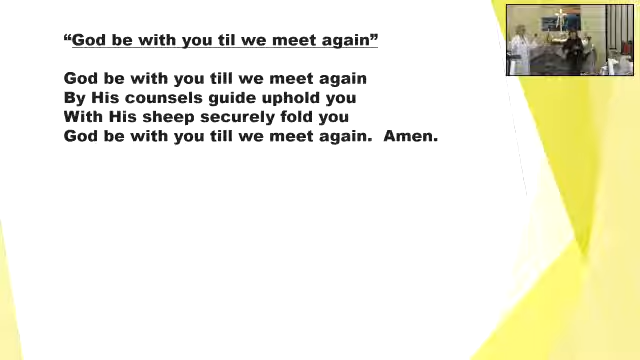 “God be with you til we meet again”
God be with you till we meet again
By His counsels guide uphold you
With His sheep securely fold you
God be with you till we meet again.  Amen.